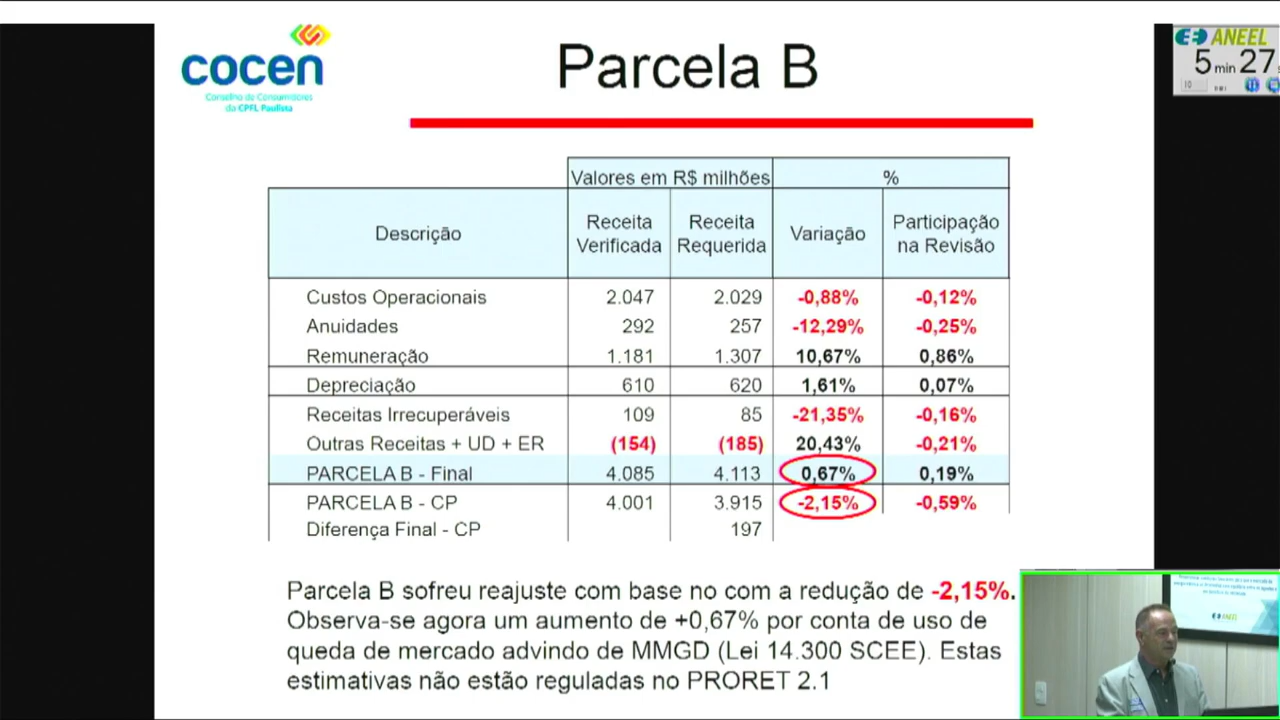 cocen
Conselho de Consumidores
da CPFL Paulista
Parcela B
ANEEL
5 min 27s
10
Valores em R$ milhões %
Descrição Receita Verificada Receita Requerida Variação Participação na Revisão
Custos Operacionais 2.047 2.029 -0,88% -0,12%
Anuidades 292 257 -12,29% -0,25%
Remuneração 1.181 1.307 10,67% 0,86%
Depreciação 610 620 1,61% 0,07%
Receitas Irrecuperáveis 109 85 -21,35% -0,16%
Outras Receitas + UD + ER (154) (185) 20,43% -0,21%
PARCELA B - Final 4.085 4.113 0,67% 0,19%
PARCELA B - CP 4.001 3.915 -2,15% -0,59%
Diferença Final - CP 197
Parcela B sofreu reajuste com base no com a redução de -2,15%.
Observa-se agora um aumento de +0,67% por conta de uso de
queda de mercado advindo de MMGD (Lei 14.300 SCEE). Estas
estimativas não estão reguladas no PRORET 2.1
ANEEL